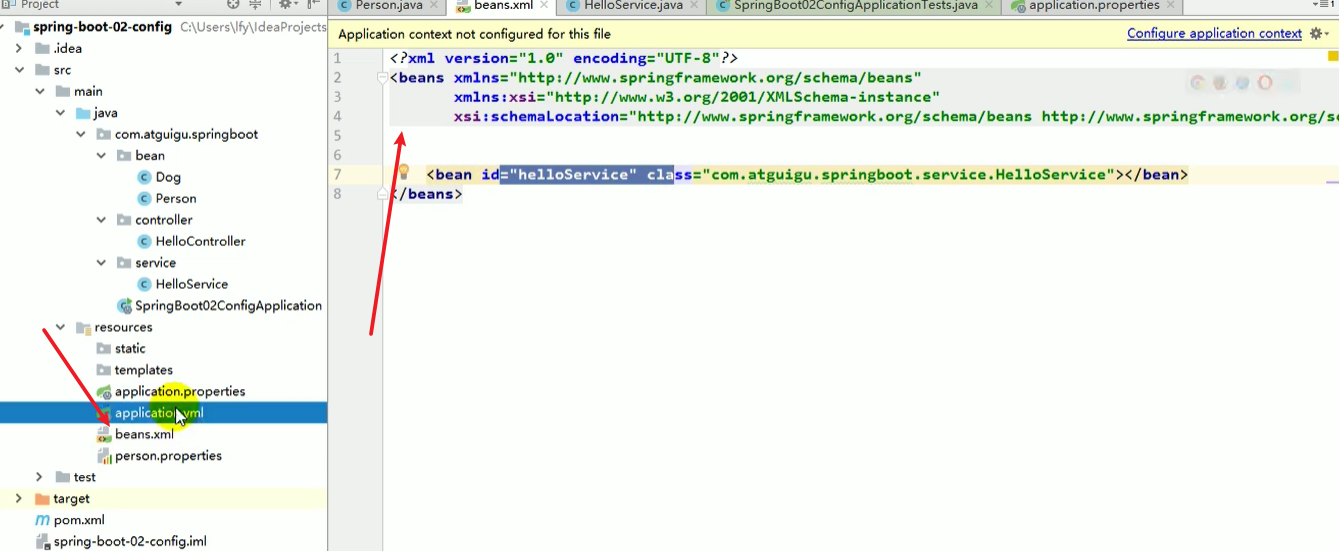 Project
Person.java
beans.xml
HelloService.java
SpringBoot02ConfigApplicationTests.java
application.properties
spring-boot-02-config C:\Users\lfy\IdeaProjects
Application context not configured for this file
Configure application context
.idea
src
main
java
com.atguigu.springboot
bean
Dog
Person
controller
HelloController
service
HelloService
SpringBoot02ConfigApplication
resources
static
templates
application.properties
application.yml
beans.xml
person.properties
test
target
pom.xml
spring-boot-02-config.iml
1 <?xml version="1.0" encoding="UTF-8"?>
2 <beans xmlns="http://www.springframework.org/schema/beans"
3 xmlns:xsi="http://www.w3.org/2001/XMLSchema-instance"
4 xsi:schemaLocation="http://www.springframework.org/schema/beans http://www.springframework.org/s
5
6
7 <bean id="helloService" class="com.atguigu.springboot.service.HelloService"></bean>
8 </beans>